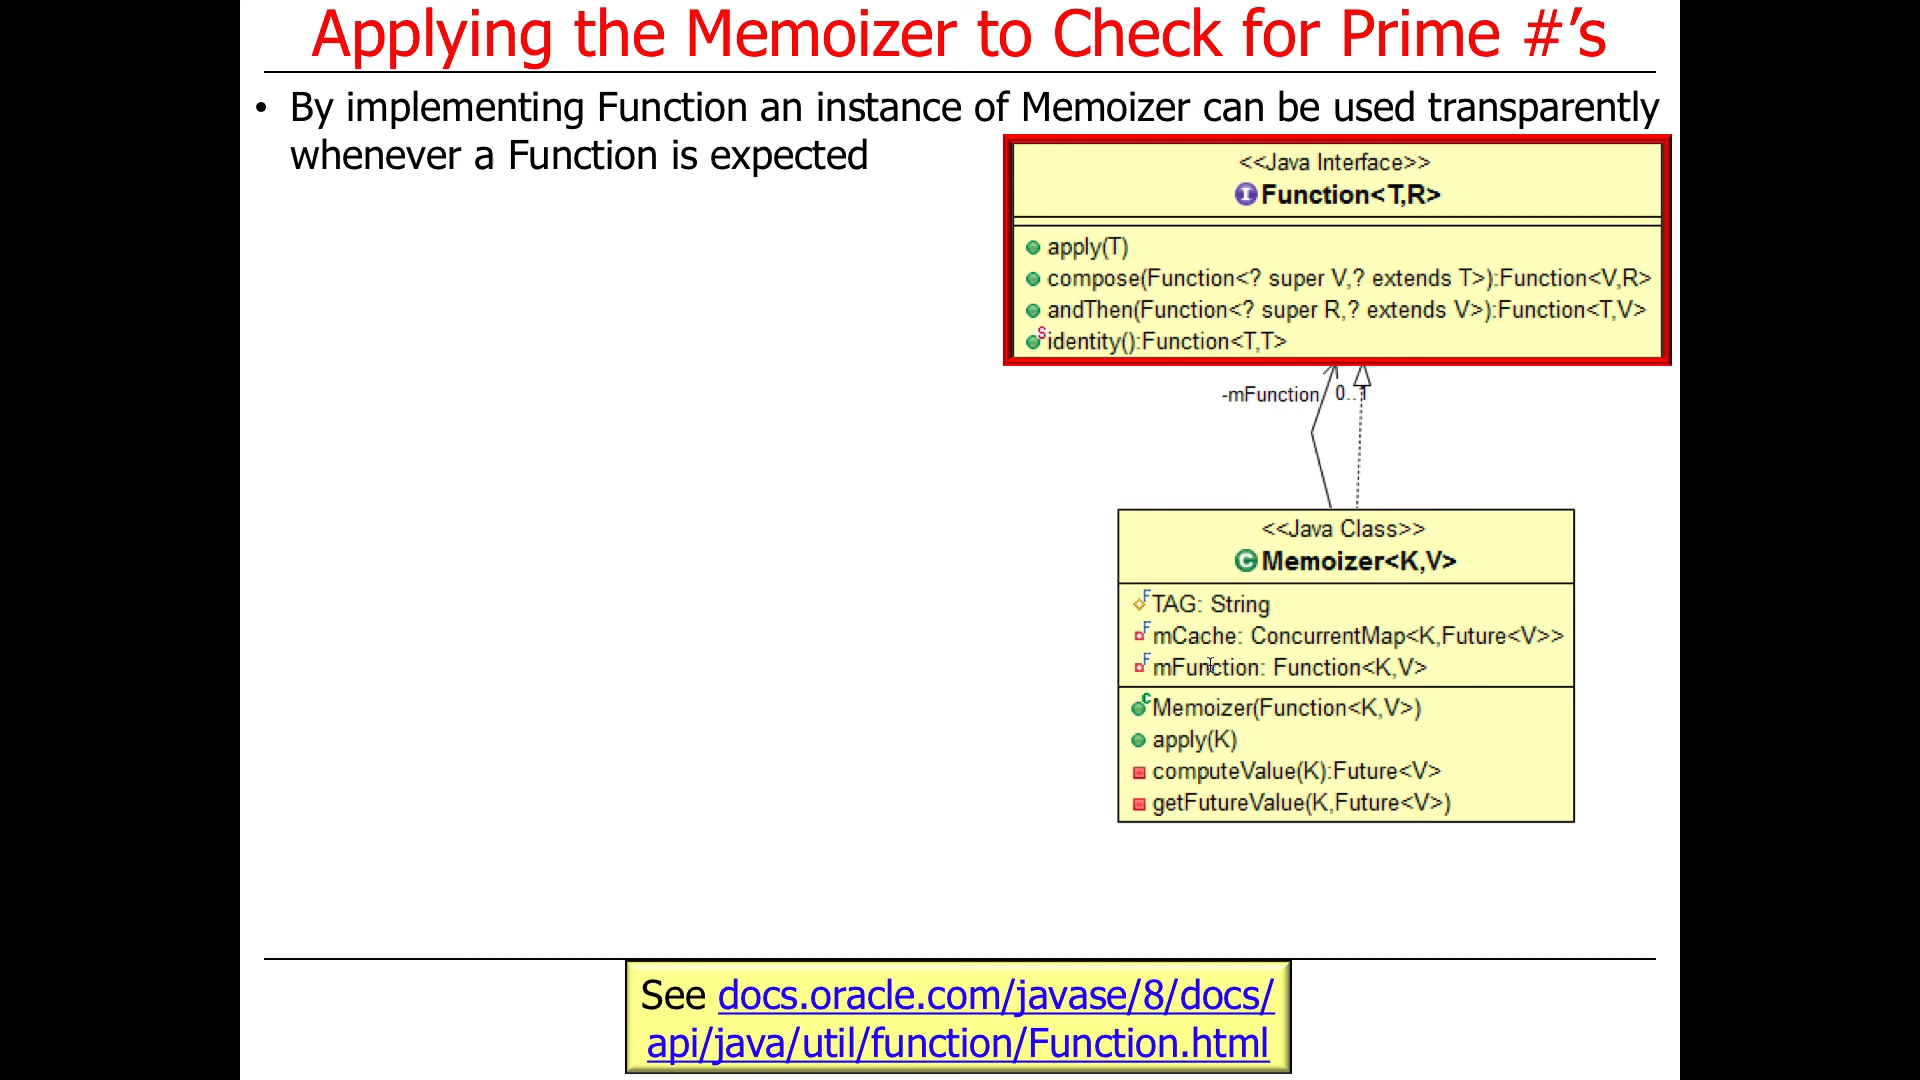 Applying the Memoizer to Check for Prime #’s
• By implementing Function an instance of Memoizer can be used transparently
whenever a Function is expected
<<Java Interface>>
I Function<T,R>
apply(T)
compose(Function<? super V,? extends T>):Function<V,R>
andThen(Function<? super R,? extends V>):Function<T,V>
S identity():Function<T,T>
-mFunction 0..1
<<Java Class>>
C Memoizer<K,V>
F TAG: String
F mCache: ConcurrentMap<K,Future<V>>
F mFunction: Function<K,V>
C Memoizer(Function<K,V>)
apply(K)
computeValue(K):Future<V>
getFutureValue(K,Future<V>)
See docs.oracle.com/javase/8/docs/
api/java/util/function/Function.html